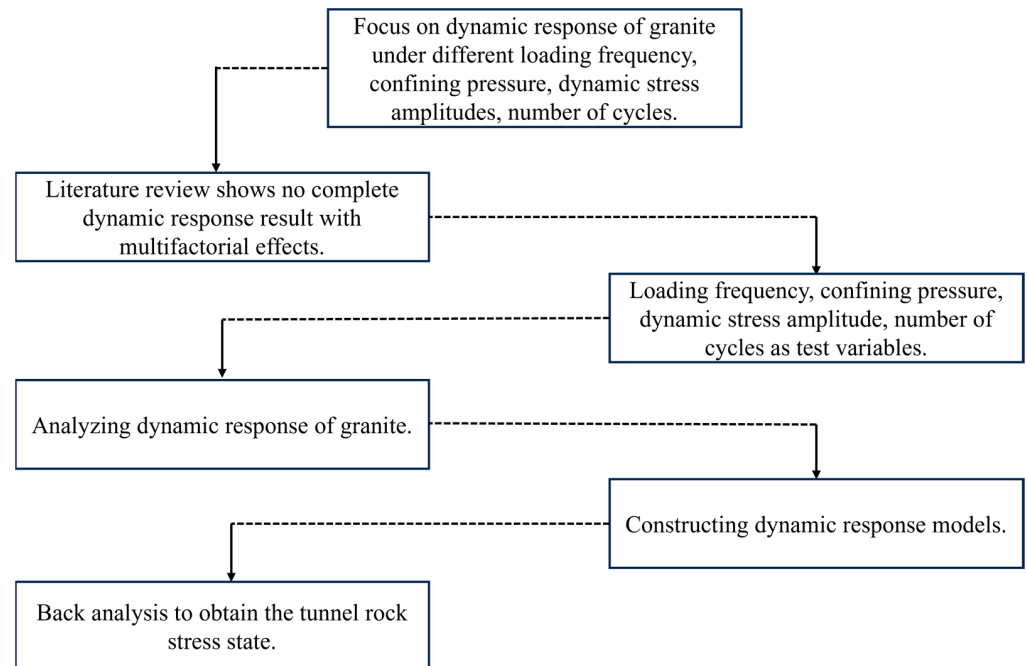 Focus on dynamic response of granite
under different loading frequency,
confining pressure, dynamic stress
amplitudes, number of cycles.
Literature review shows no complete
dynamic response result with
multifactorial effects.
Loading frequency, confining pressure,
dynamic stress amplitude, number of
cycles as test variables.
Analyzing dynamic response of granite.
Constructing dynamic response models.
Back analysis to obtain the tunnel rock
stress state.